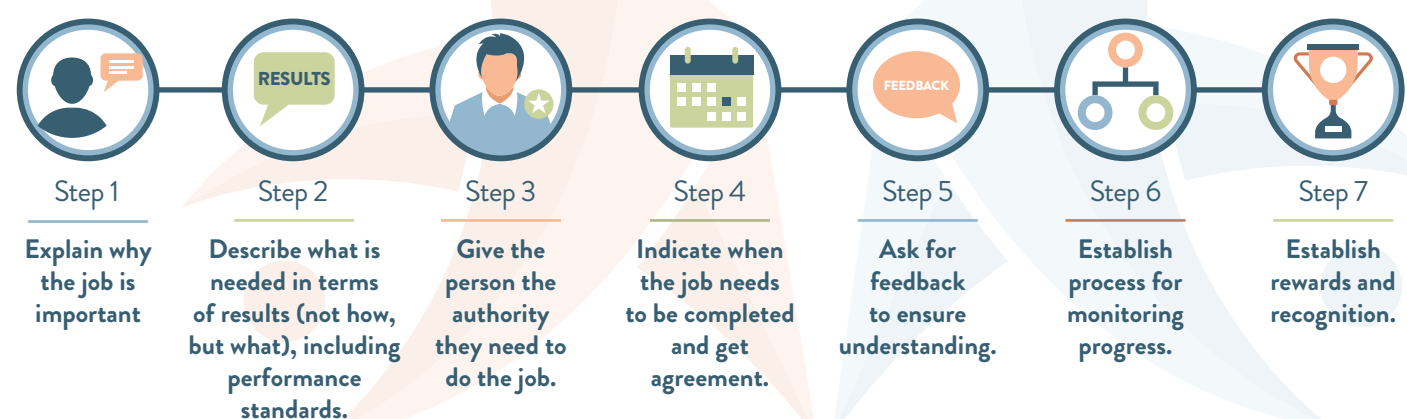 RESULTS
FEEDBACK
Step 1
Explain why
the job is
important
Step 2
Describe what is
needed in terms
of results (not how,
but what), including
performance
standards.
Step 3
Give the
person the
authority
they need to
do the job.
Step 4
Indicate when
the job needs
to be completed
and get
agreement.
Step 5
Ask for
feedback
to ensure
understanding.
Step 6
Establish
process for
monitoring
progress.
Step 7
Establish
rewards and
recognition.